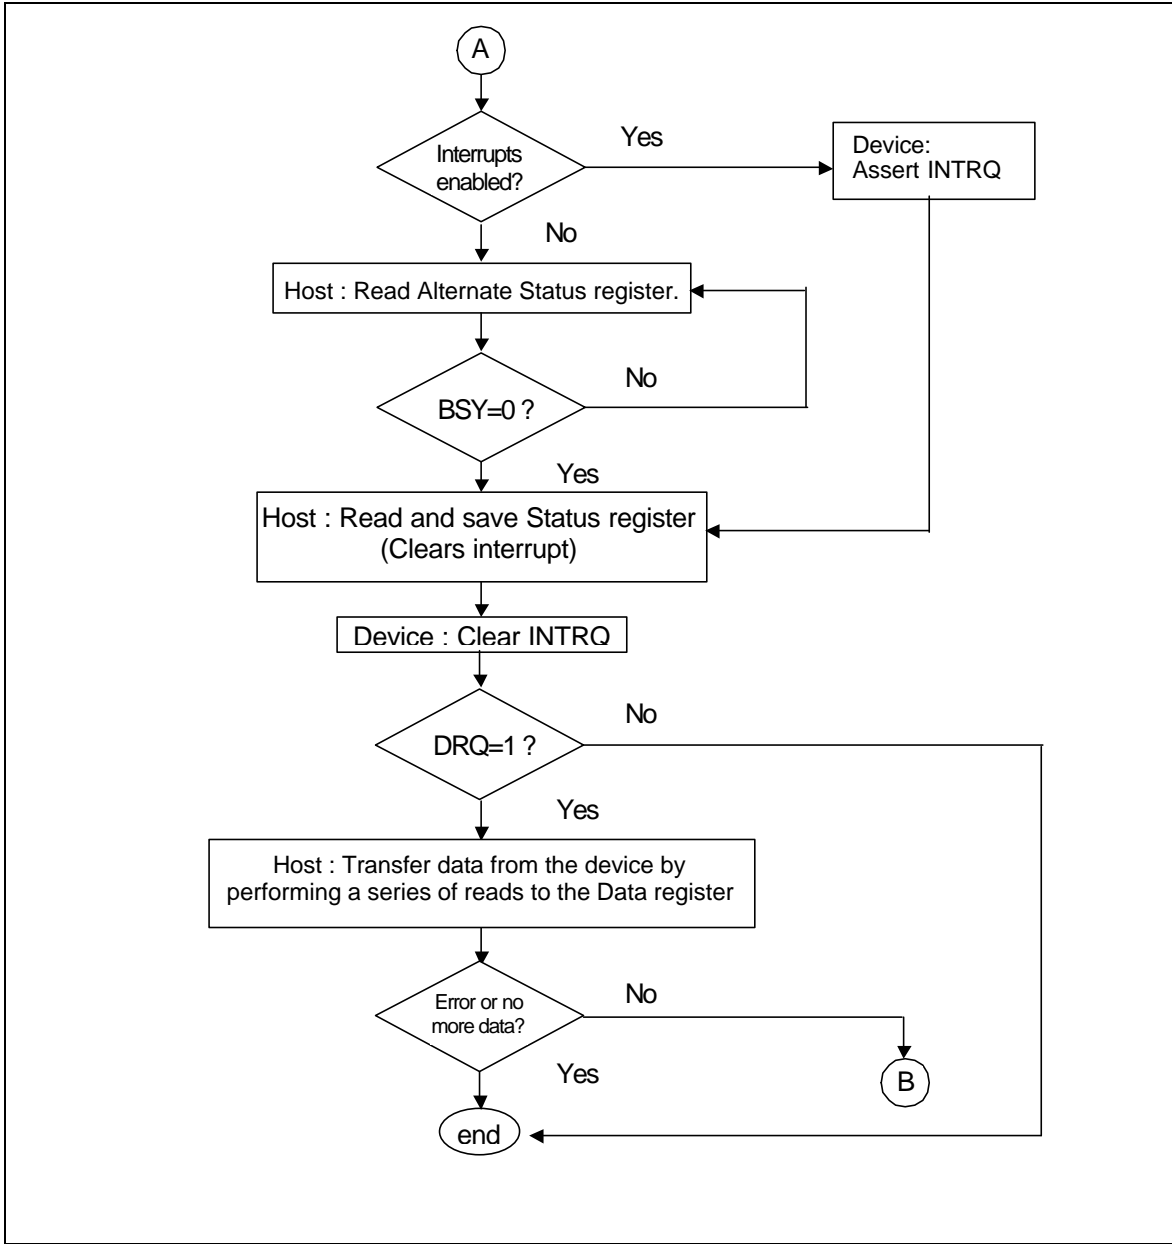 A
Interrupts
enabled?
Yes
Device:
Assert INTRQ
No
Host : Read Alternate Status register.
BSY=0 ?
No
Yes
Host : Read and save Status register
(Clears interrupt)
Device : Clear INTRQ
DRQ=1 ?
No
Yes
Host : Transfer data from the device by
performing a series of reads to the Data register
Error or no
more data?
No
Yes
B
end